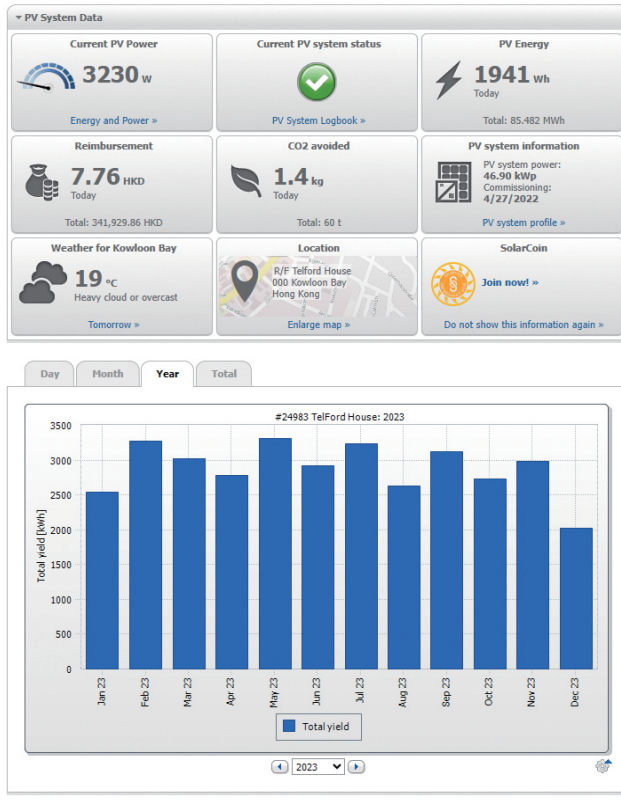 PV System Data
Current PV Power
3230 W
Energy and Power »
Current PV system status
PV System Logbook »
PV Energy
1941 Wh
Today
Total: 85.482 MWh
Reimbursement
7.76 HKD
Today
Total: 341,929.86 HKD
CO2 avoided
1.4 kg
Today
Total: 60 t
PV system information
PV system power:
46.90 kWp
Commissioning:
4/27/2022
PV system profile »
Weather for Kowloon Bay
19 °C
Heavy cloud or overcast
Tomorrow »
Location
R/F Telford House
000 Kowloon Bay
Hong Kong
Enlarge map »
SolarCoin
Join now! »
Do not show this information again »
Day
Month
Year
Total
#24983 TelFord House: 2023
Total yield [kWh]
3500
3000
2500
2000
1500
1000
500
0
Jan 23
Feb 23
Mar 23
Apr 23
May 23
Jun 23
Jul 23
Aug 23
Sep 23
Oct 23
Nov 23
Dec 23
Total yield
2023